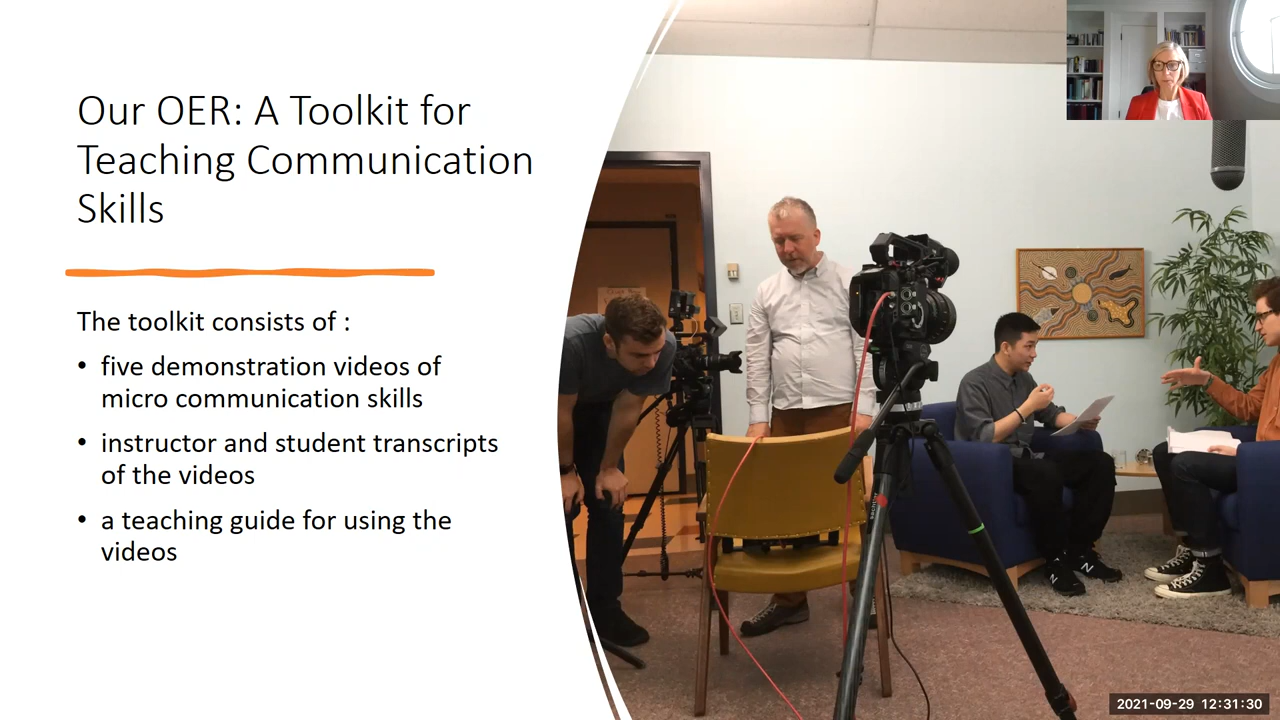 Our OER: A Toolkit for
Teaching Communication
Skills
The toolkit consists of :
• five demonstration videos of
micro communication skills
• instructor and student transcripts
of the videos
• a teaching guide for using the
videos
2021-09-29 12:31:30